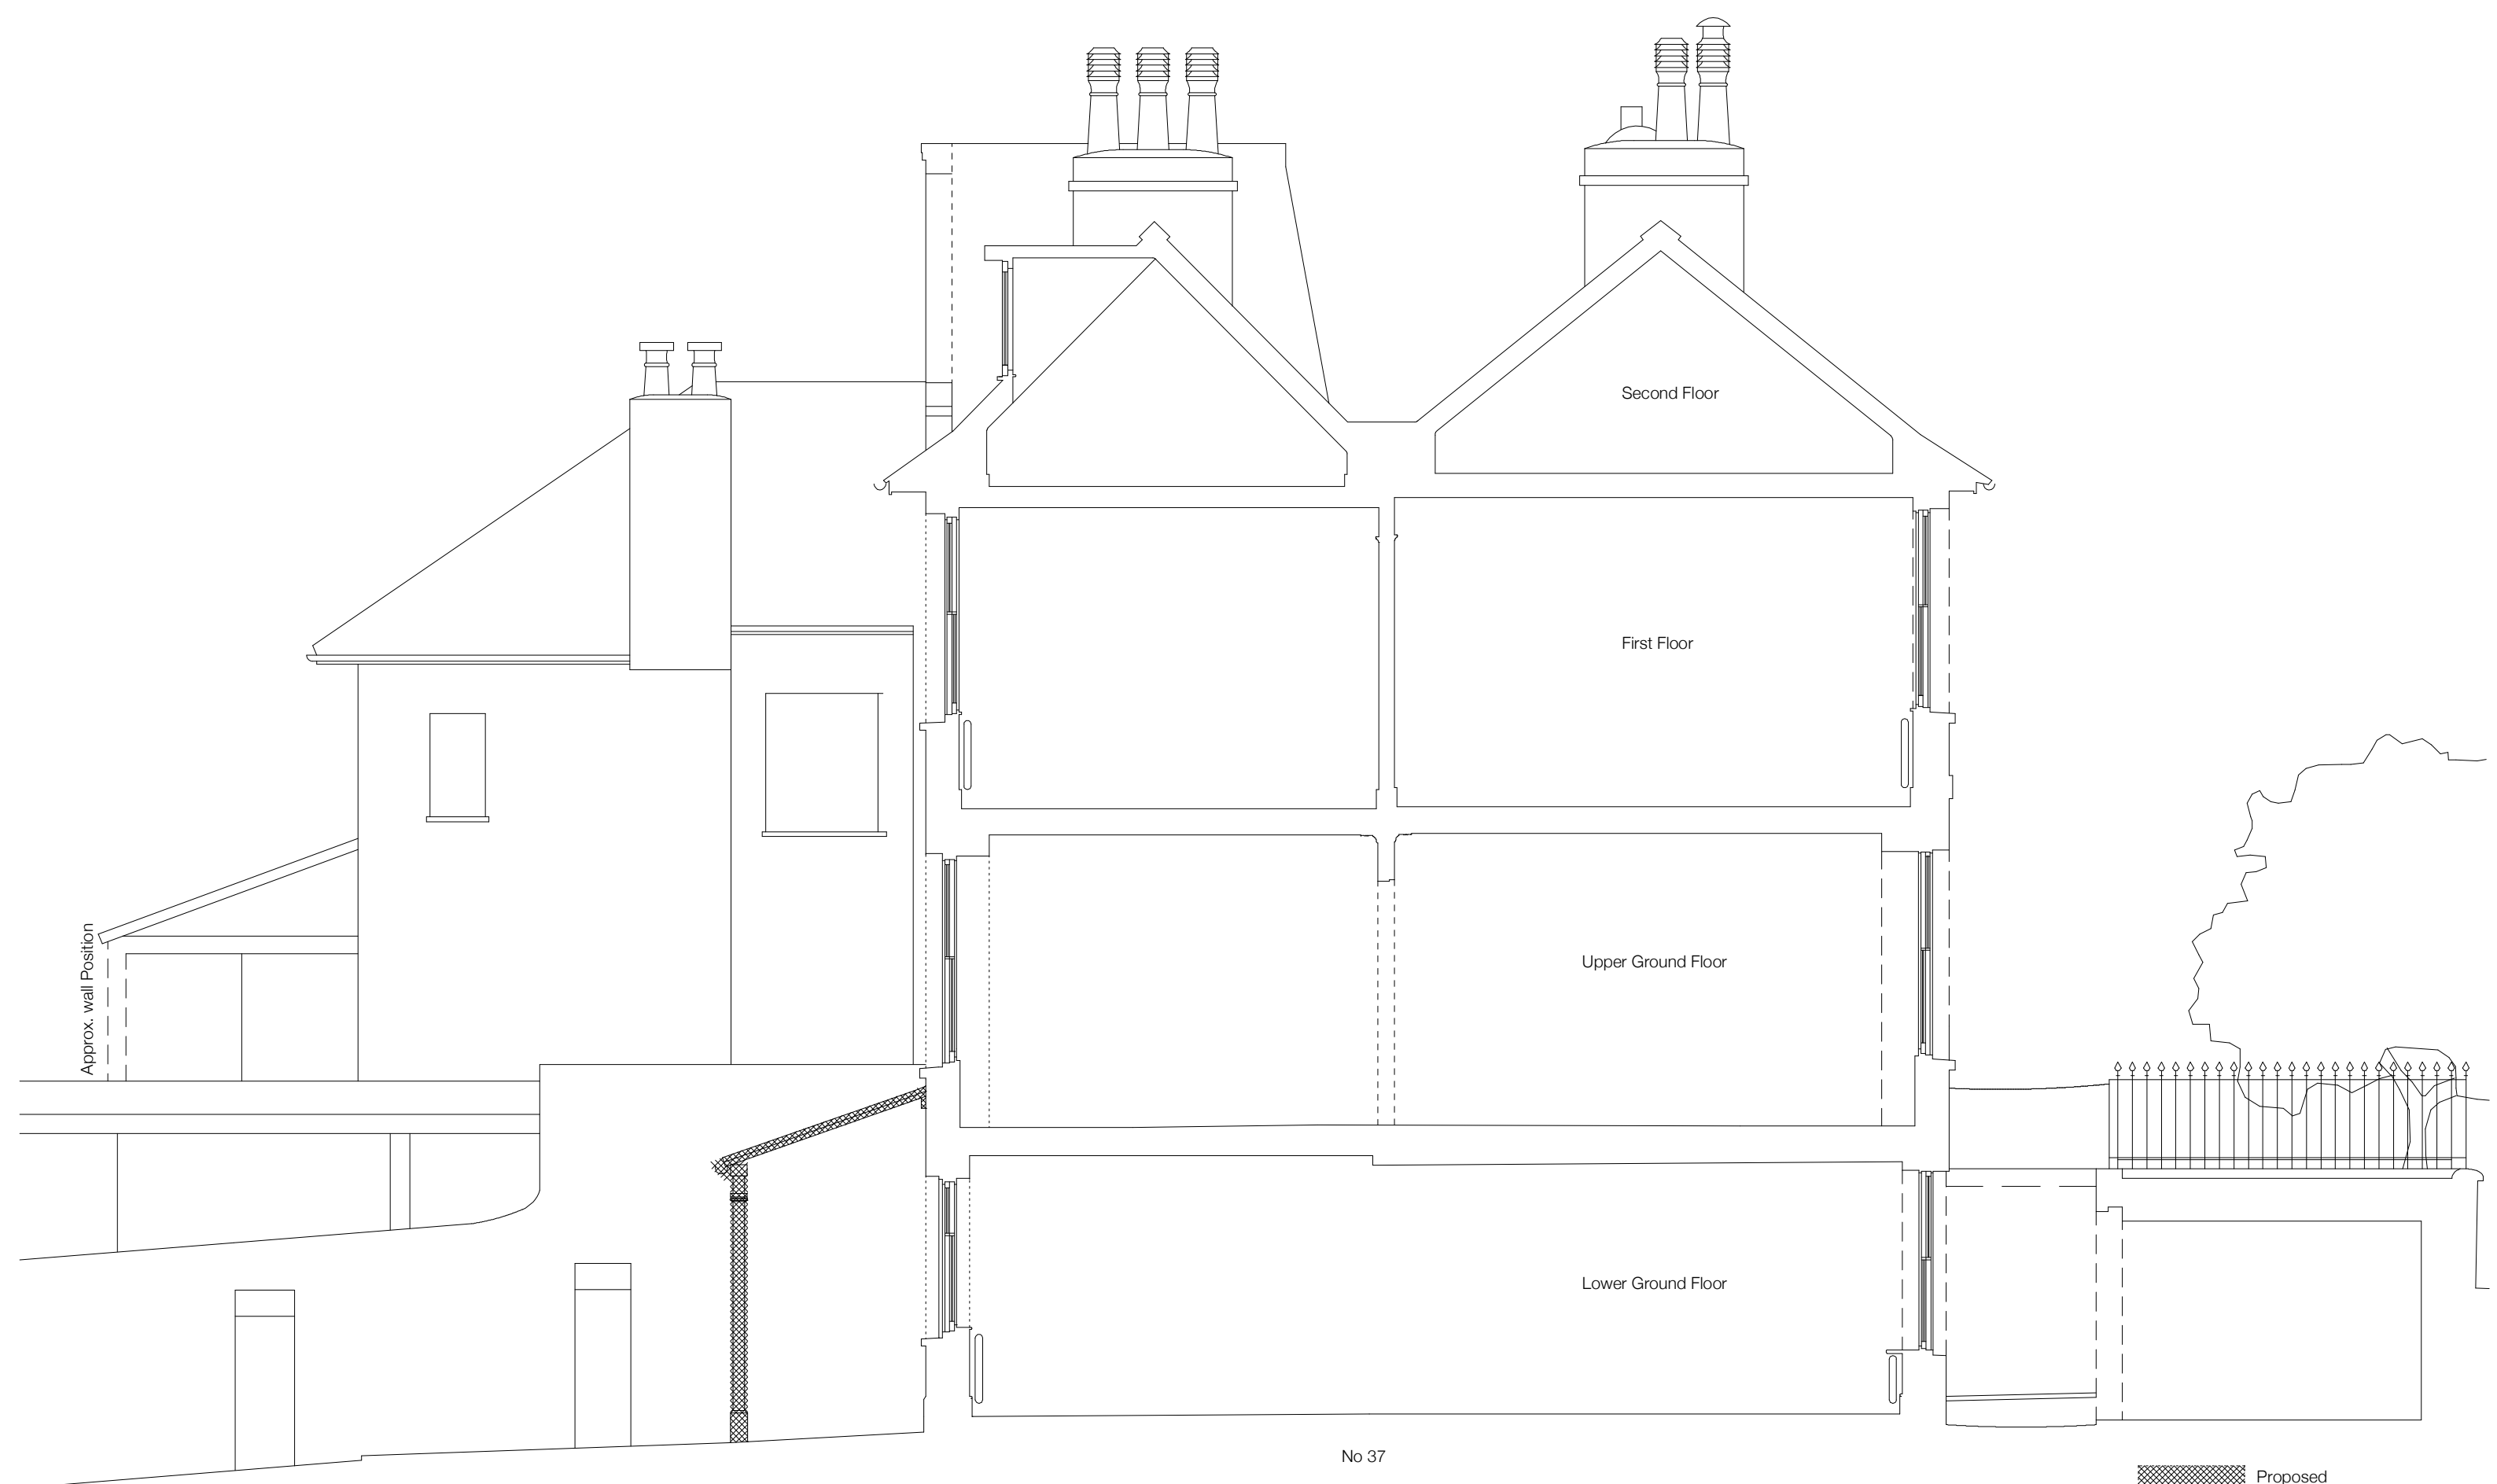 Second Floor
First Floor
Approx. wall Position
Upper Ground Floor
Lower Ground Floor
No 37
Proposed